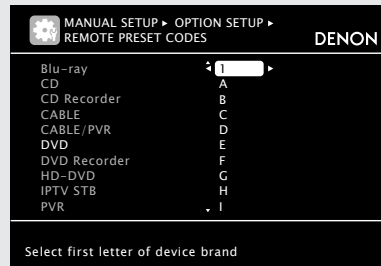 MANUAL SETUP ▸ OPTION SETUP ▸
REMOTE PRESET CODES
DENON
Blu-ray 1
CD A
CD Recorder B
CABLE C
CABLE/PVR D
DVD E
DVD Recorder F
HD-DVD G
IPTV STB H
PVR I
Select first letter of device brand